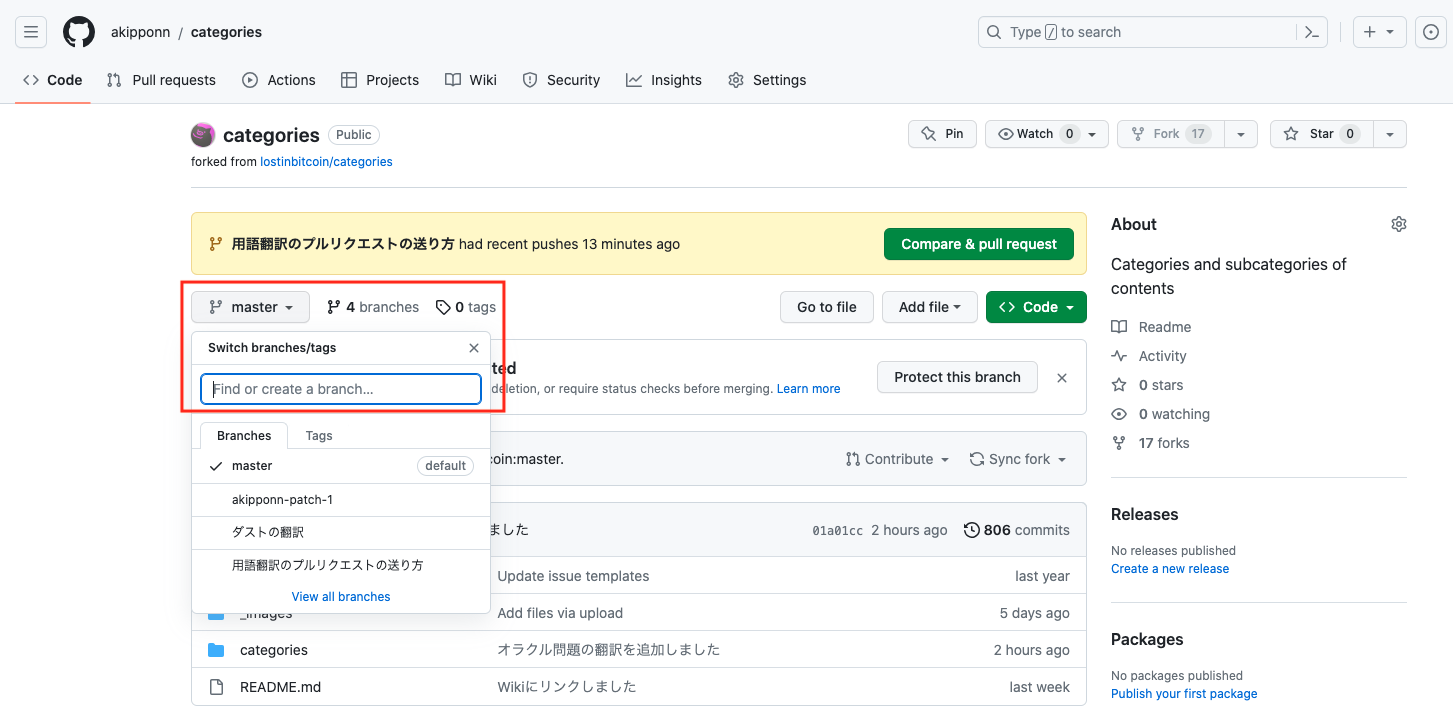 akipponn / categories
Type / to search
Code Pull requests Actions Projects Wiki Security Insights Settings
categories Public
Pin Watch 0 Fork 17 Star 0
forked from lostinbitcoin/categories
用語翻訳のプルリクエストの送り方 had recent pushes 13 minutes ago
Compare & pull request
master 4 branches 0 tags
Go to file Add file Code
Switch branches/tags
Find or create a branch...
Branches Tags
master default
akipponn-patch-1
ダストの翻訳
用語翻訳のプルリクエストの送り方
View all branches
ted
deletion, or require status checks before merging. Learn more
Protect this branch
oin:master.
Contribute Sync fork
ました 01a01cc 2 hours ago 806 commits
Update issue templates last year
_images Add files via upload 5 days ago
categories オラクル問題の翻訳を追加しました 2 hours ago
README.md Wikiにリンクしました last week
About
Categories and subcategories of
contents
Readme
Activity
0 stars
0 watching
17 forks
Releases
No releases published
Create a new release
Packages
No packages published
Publish your first package